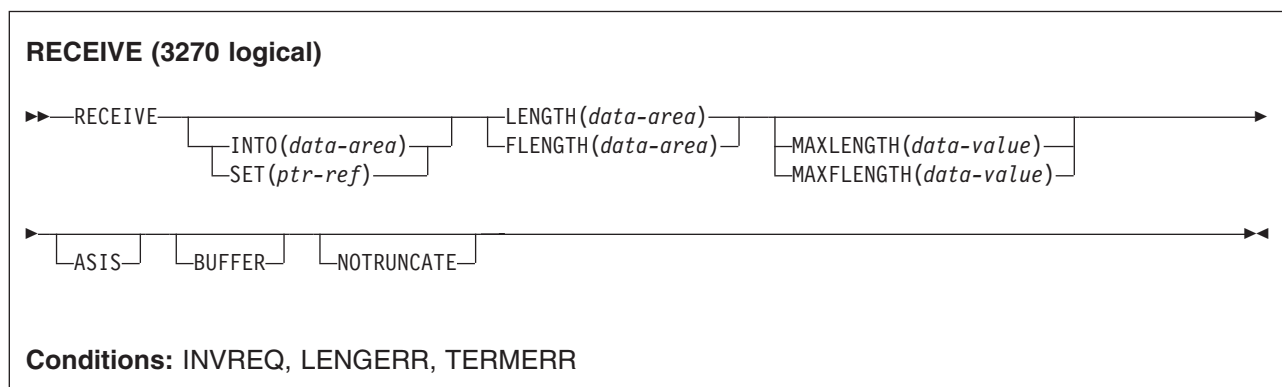 RECEIVE (3270 logical)
RECEIVE LENGTH(data-area)
INTO(data-area) FLENGTH(data-area) MAXLENGTH(data-value)
SET(ptr-ref) MAXFLENGTH(data-value)
ASIS BUFFER NOTRUNCATE
Conditions: INVREQ, LENGERR, TERMERR